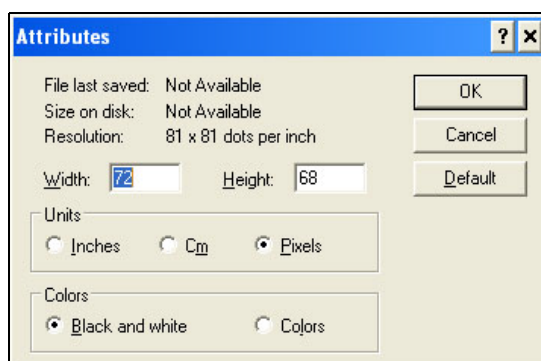 Attributes
File last saved: Not Available
Size on disk: Not Available
Resolution: 81 x 81 dots per inch
OK
Cancel
Default
Width: 72 Height: 68
Units
Inches Cm Pixels
Colors
Black and white Colors